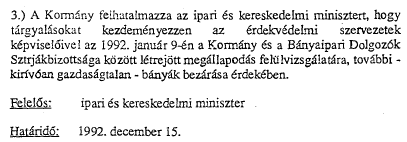 3.) A Kormány felhatalmazza az ipari és kereskedelmi minisztert, hogy
tárgyalásokat kezdeményezzen az érdekvédelmi szervezetek
képviselőivel az 1992. január 9-én a Kormány és a Bányaipari Dolgozók
Sztrájkbizottsága között létrejött megállapodás felülvizsgálatára, további -
kirívóan gazdaságtalan - bányák bezárása érdekében.
Felelős: ipari és kereskedelmi miniszter
Határidő: 1992. december 15.